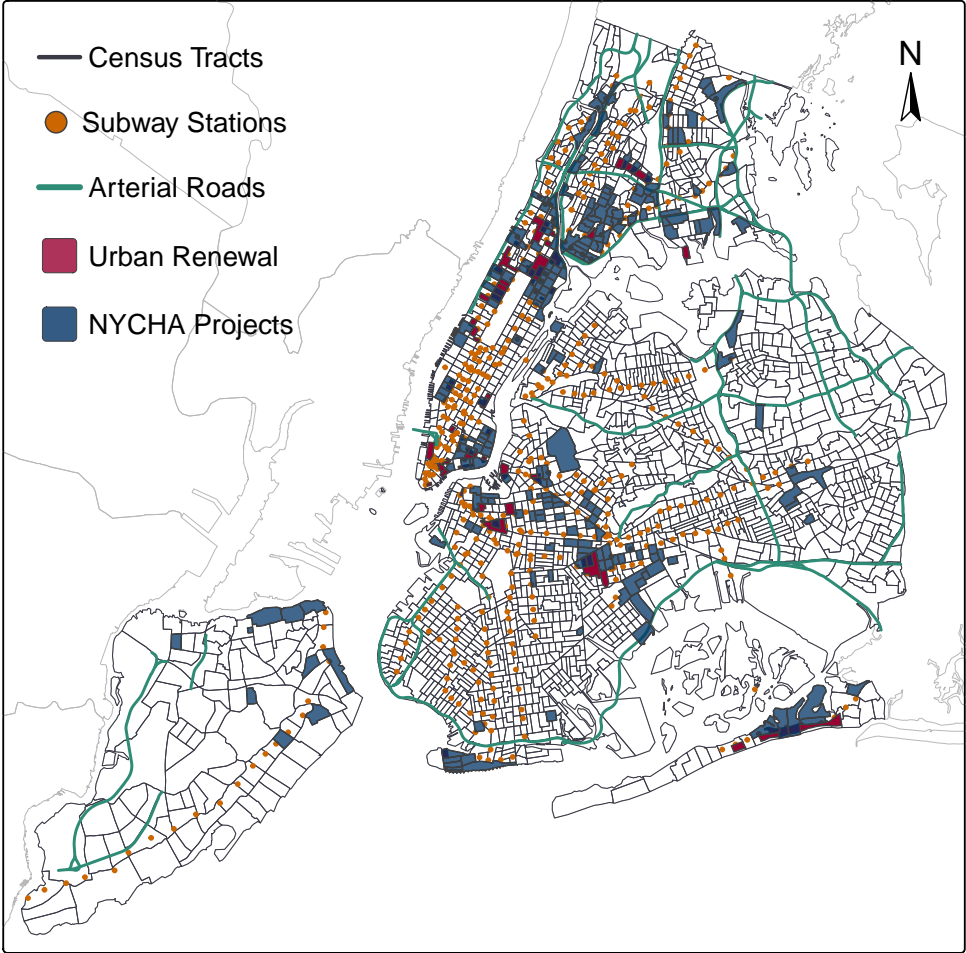 N
Census Tracts
Subway Stations
Arterial Roads
Urban Renewal
NYCHA Projects